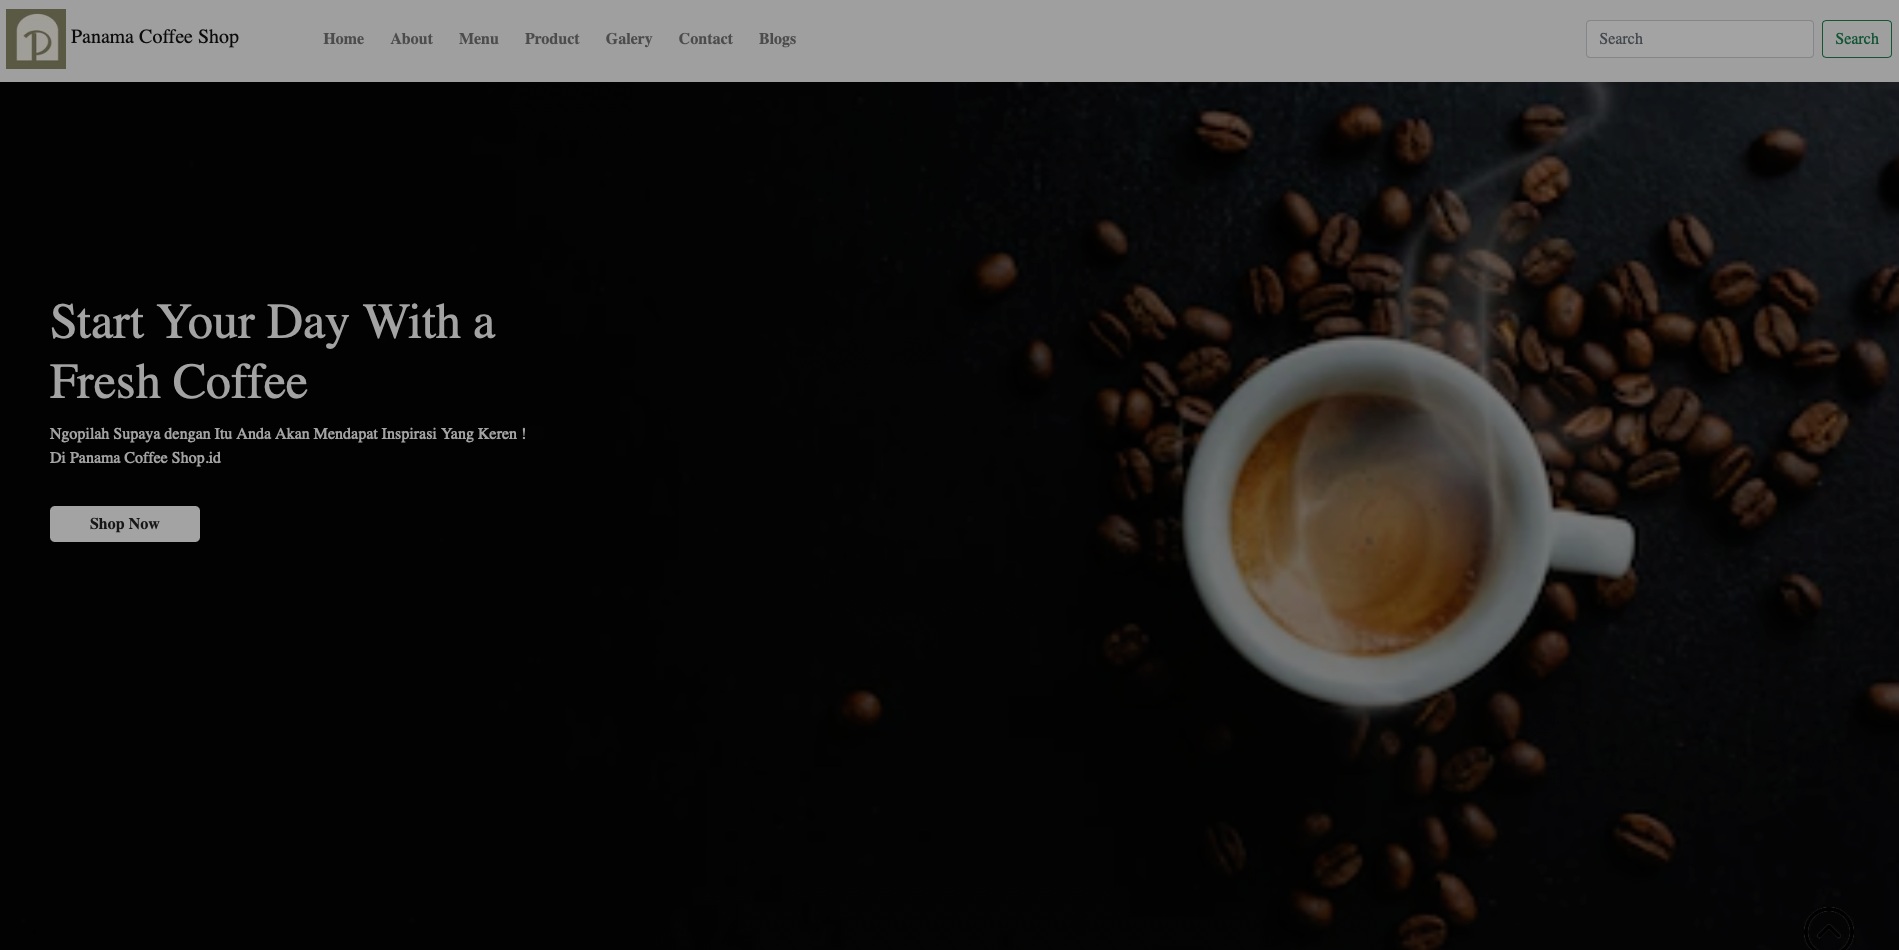 Panama Coffee Shop
Home About Menu Product Galery Contact Blogs
Search Search
Start Your Day With a
Fresh Coffee
Ngopilah Supaya dengan Itu Anda Akan Mendapat Inspirasi Yang Keren !
Di Panama Coffee Shop.id
Shop Now